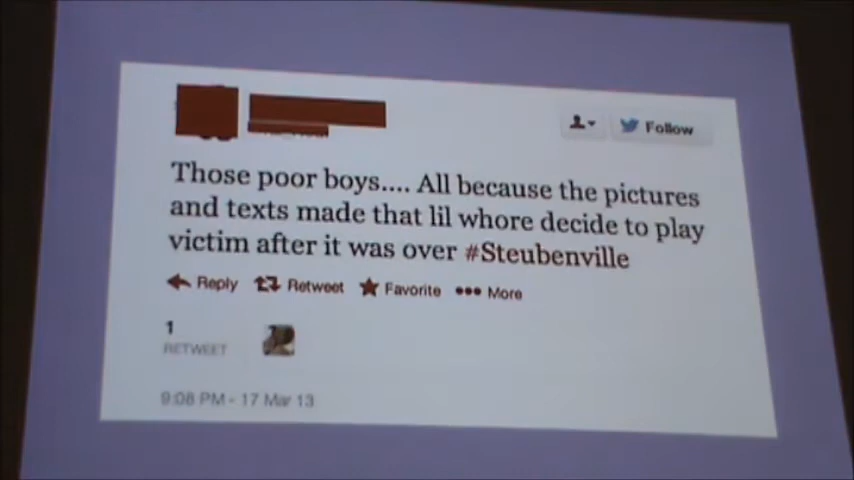 Follow
Those poor boys.... All because the pictures
and texts made that lil whore decide to play
victim after it was over #Steubenville
Reply Retweet Favorite More
1
RETWEET
9:08 PM - 17 Mar 13